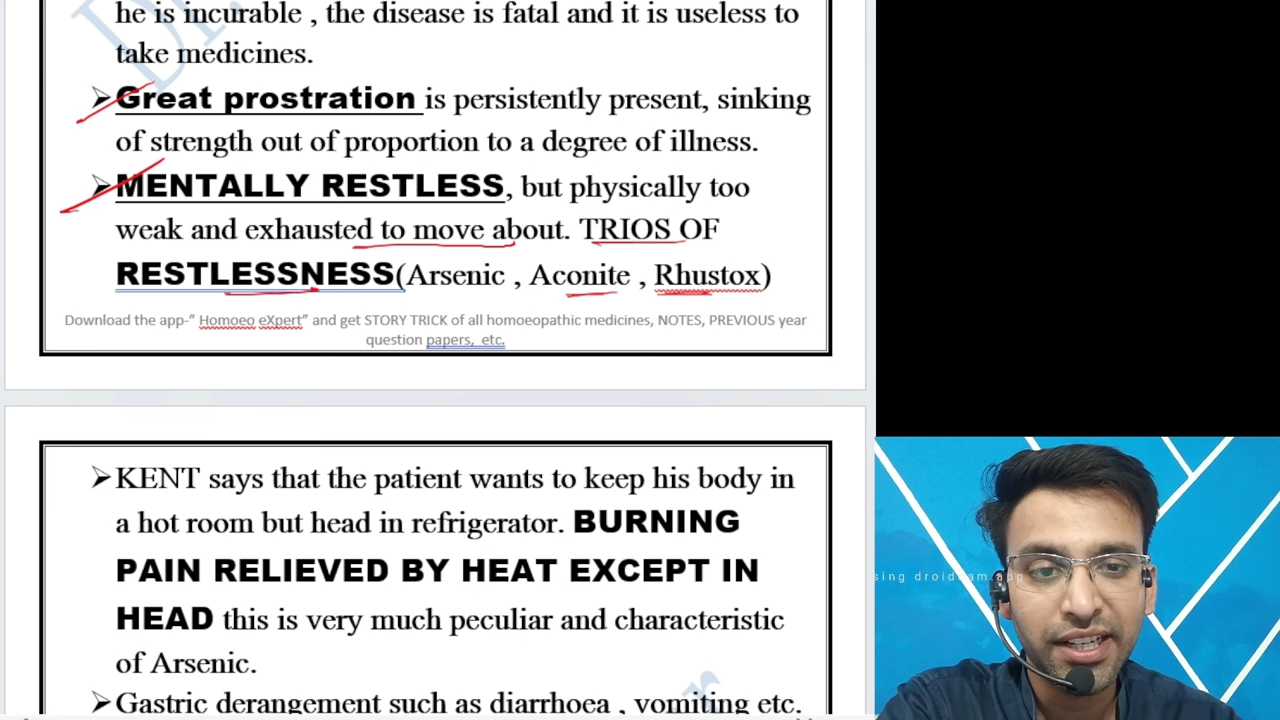 he is incurable , the disease is fatal and it is useless to
take medicines.
➢Great prostration is persistently present, sinking
of strength out of proportion to a degree of illness.
➢MENTALLY RESTLESS, but physically too
weak and exhausted to move about. TRIOS OF
RESTLESSNESS(Arsenic , Aconite , Rhustox)
Download the app-” Homoeo eXpert” and get STORY TRICK of all homoeopathic medicines, NOTES, PREVIOUS year
question papers, etc.
➢KENT says that the patient wants to keep his body in
a hot room but head in refrigerator. BURNING
PAIN RELIEVED BY HEAT EXCEPT IN
HEAD this is very much peculiar and characteristic
of Arsenic.
➢Gastric derangement such as diarrhoea , vomiting etc.